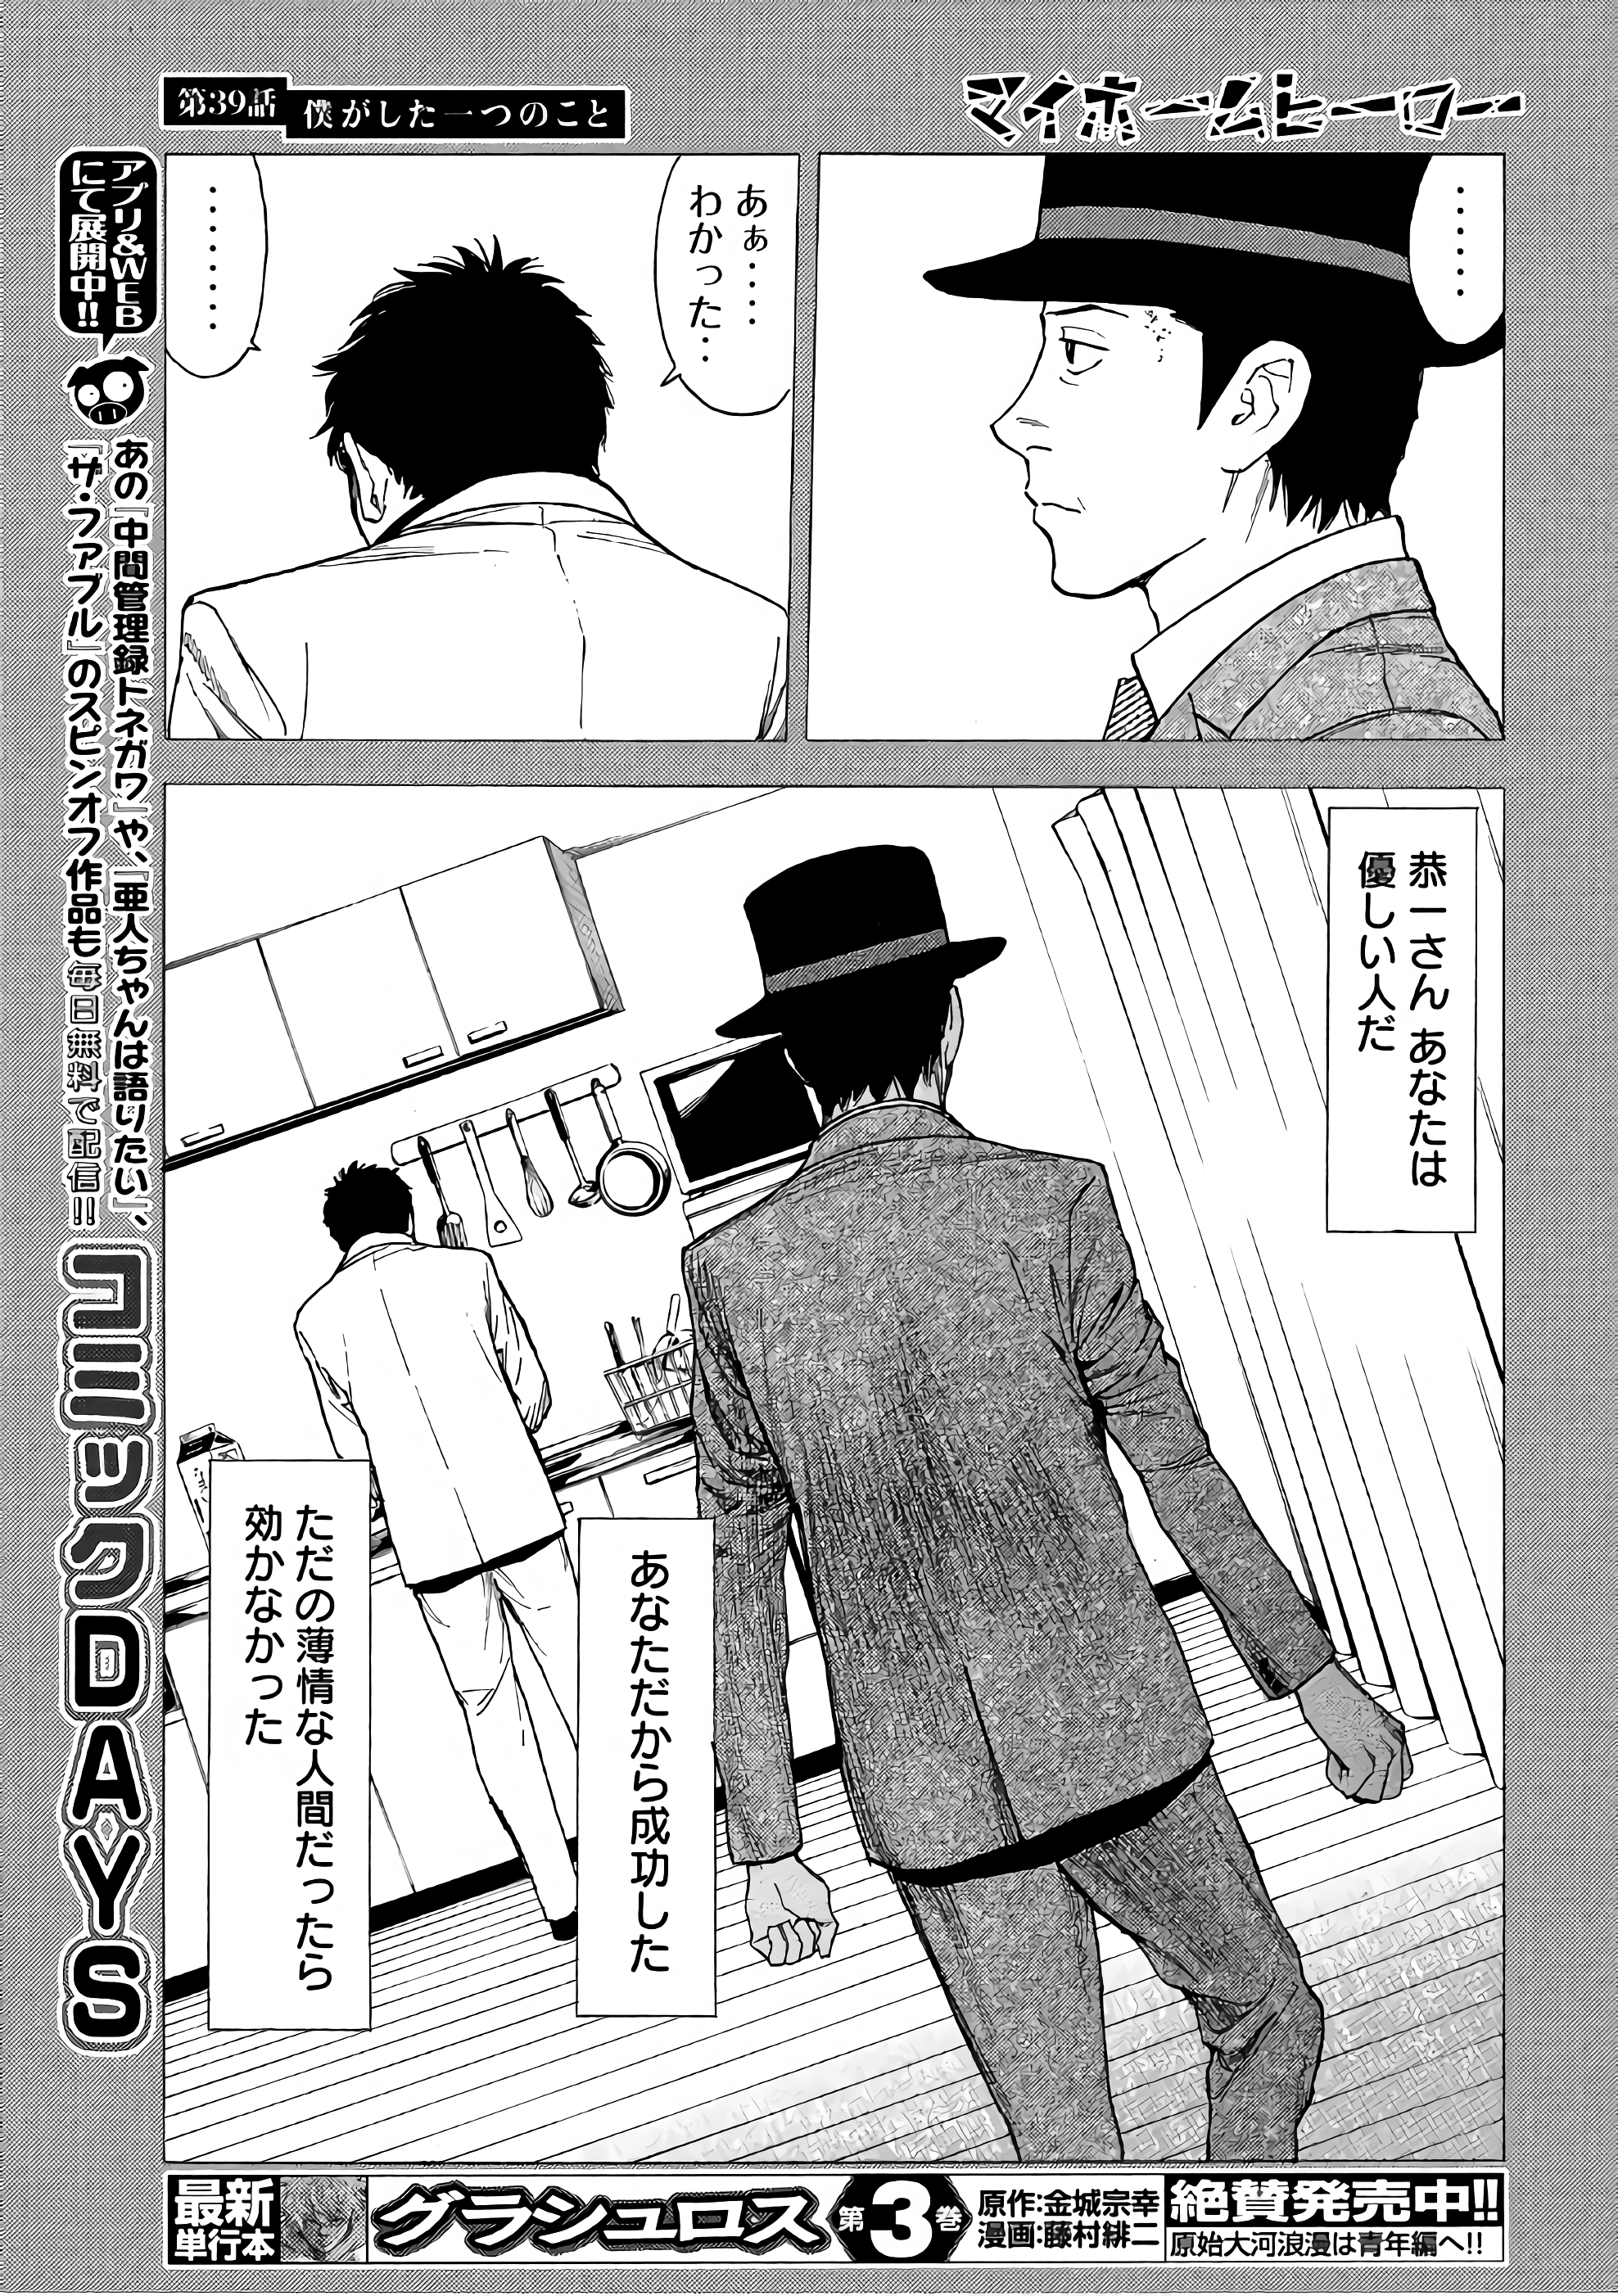 マイホームヒーロー
第39話 僕がした一つのこと
‥‥‥
あぁ‥‥
わかった‥
‥‥‥‥
恭一さん あなたは
優しい人だ
あなただから成功した
ただの薄情な人間だったら
効かなかった
アプリ&WEB
にて展開中!!
あの『中間管理録トネガワ』や、『亜人ちゃんは語りたい』、
『ザ・ファブル』のスピンオフ作品も毎日無料で配信!!
コミックDAYS
最新
単行本
グラシュロス
第3巻
原作:金城宗幸
漫画:藤村緋二
絶賛発売中!!
原始大河浪漫は青年編へ!!